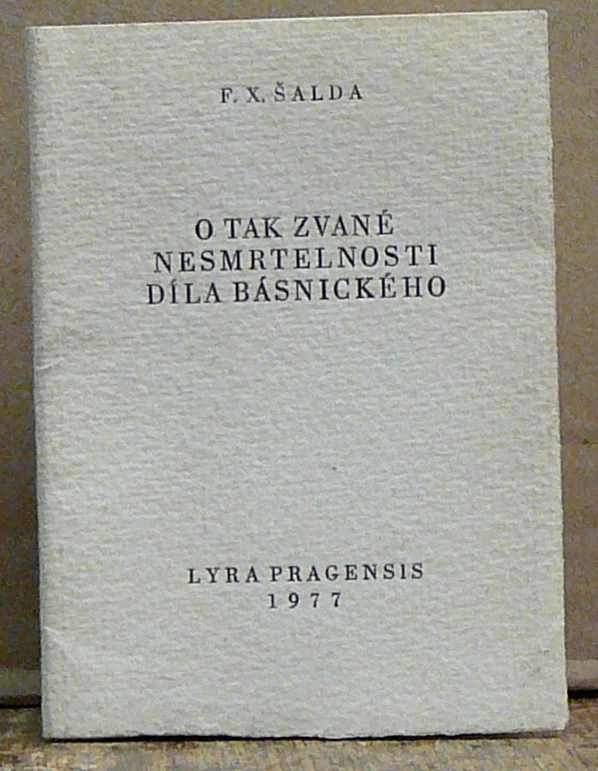 F. X. ŠALDA
O TAK ZVANÉ
NESMRTELNOSTI
DÍLA BÁSNICKÉHO
LYRA PRAGENSIS
1977